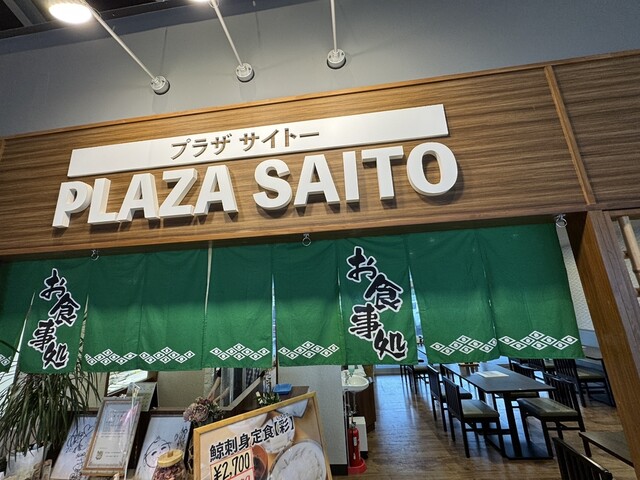 プラザ サイトー
PLAZA SAITO
お食事処
お食事処
鯨刺身定食(彩)
¥2,700